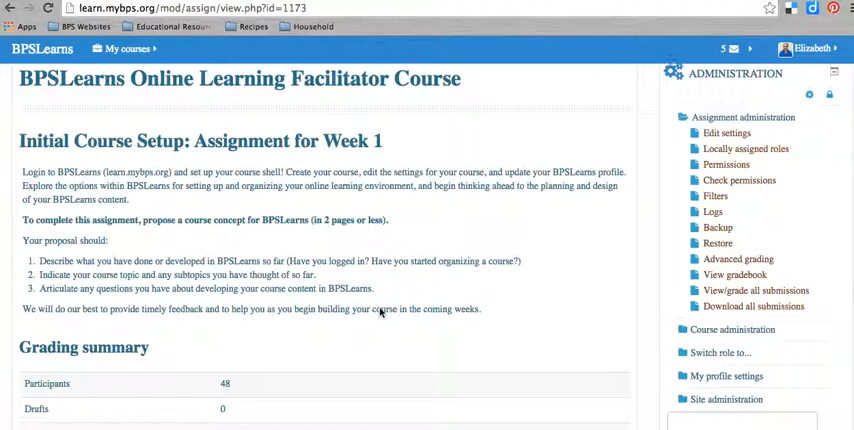 learn.mybps.org/mod/assign/view.php?id=1173
Apps BPS Websites Educational Resour Recipes Household
BPSLearns My courses 5 Elizabeth
BPSLearns Online Learning Facilitator Course
Initial Course Setup: Assignment for Week 1
Login to BPSLearns (learn.mybps.org) and set up your course shell! Create your course, edit the settings for your course, and update your BPSLearns profile.
Explore the options within BPSLearns for setting up and organizing your online learning environment, and begin thinking ahead to the planning and design
of your BPSLearns content.
To complete this assignment, propose a course concept for BPSLearns (in 2 pages or less).
Your proposal should:
1. Describe what you have done or developed in BPSLearns so far (Have you logged in? Have you started organizing a course?)
2. Indicate your course topic and any subtopics you have thought of so far.
3. Articulate any questions you have about developing your course content in BPSLearns.
We will do our best to provide timely feedback and to help you as you begin building your course in the coming weeks.
Grading summary
Participants 48
Drafts 0
ADMINISTRATION
Assignment administration
Edit settings
Locally assigned roles
Permissions
Check permissions
Filters
Logs
Backup
Restore
Advanced grading
View gradebook
View/grade all submissions
Download all submissions
Course administration
Switch role to...
My profile settings
Site administration